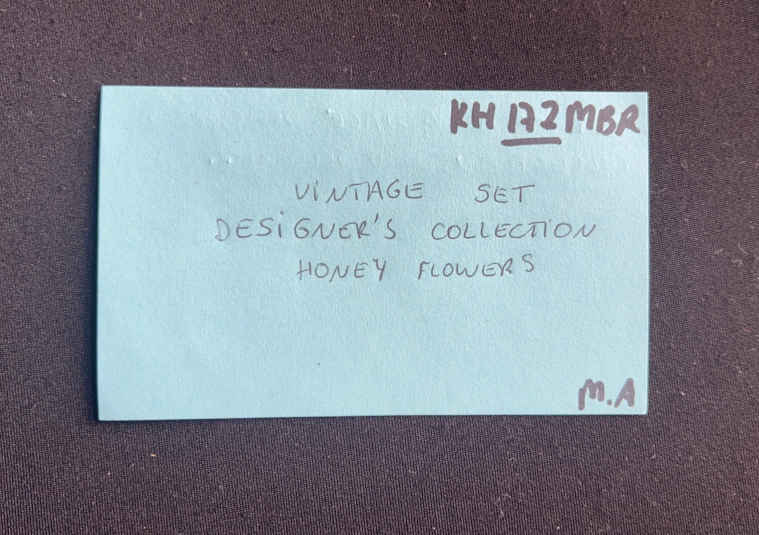 KH 172 MBR
VINTAGE SET
DESIGNER'S COLLECTION
HONEY FLOWERS
M.A